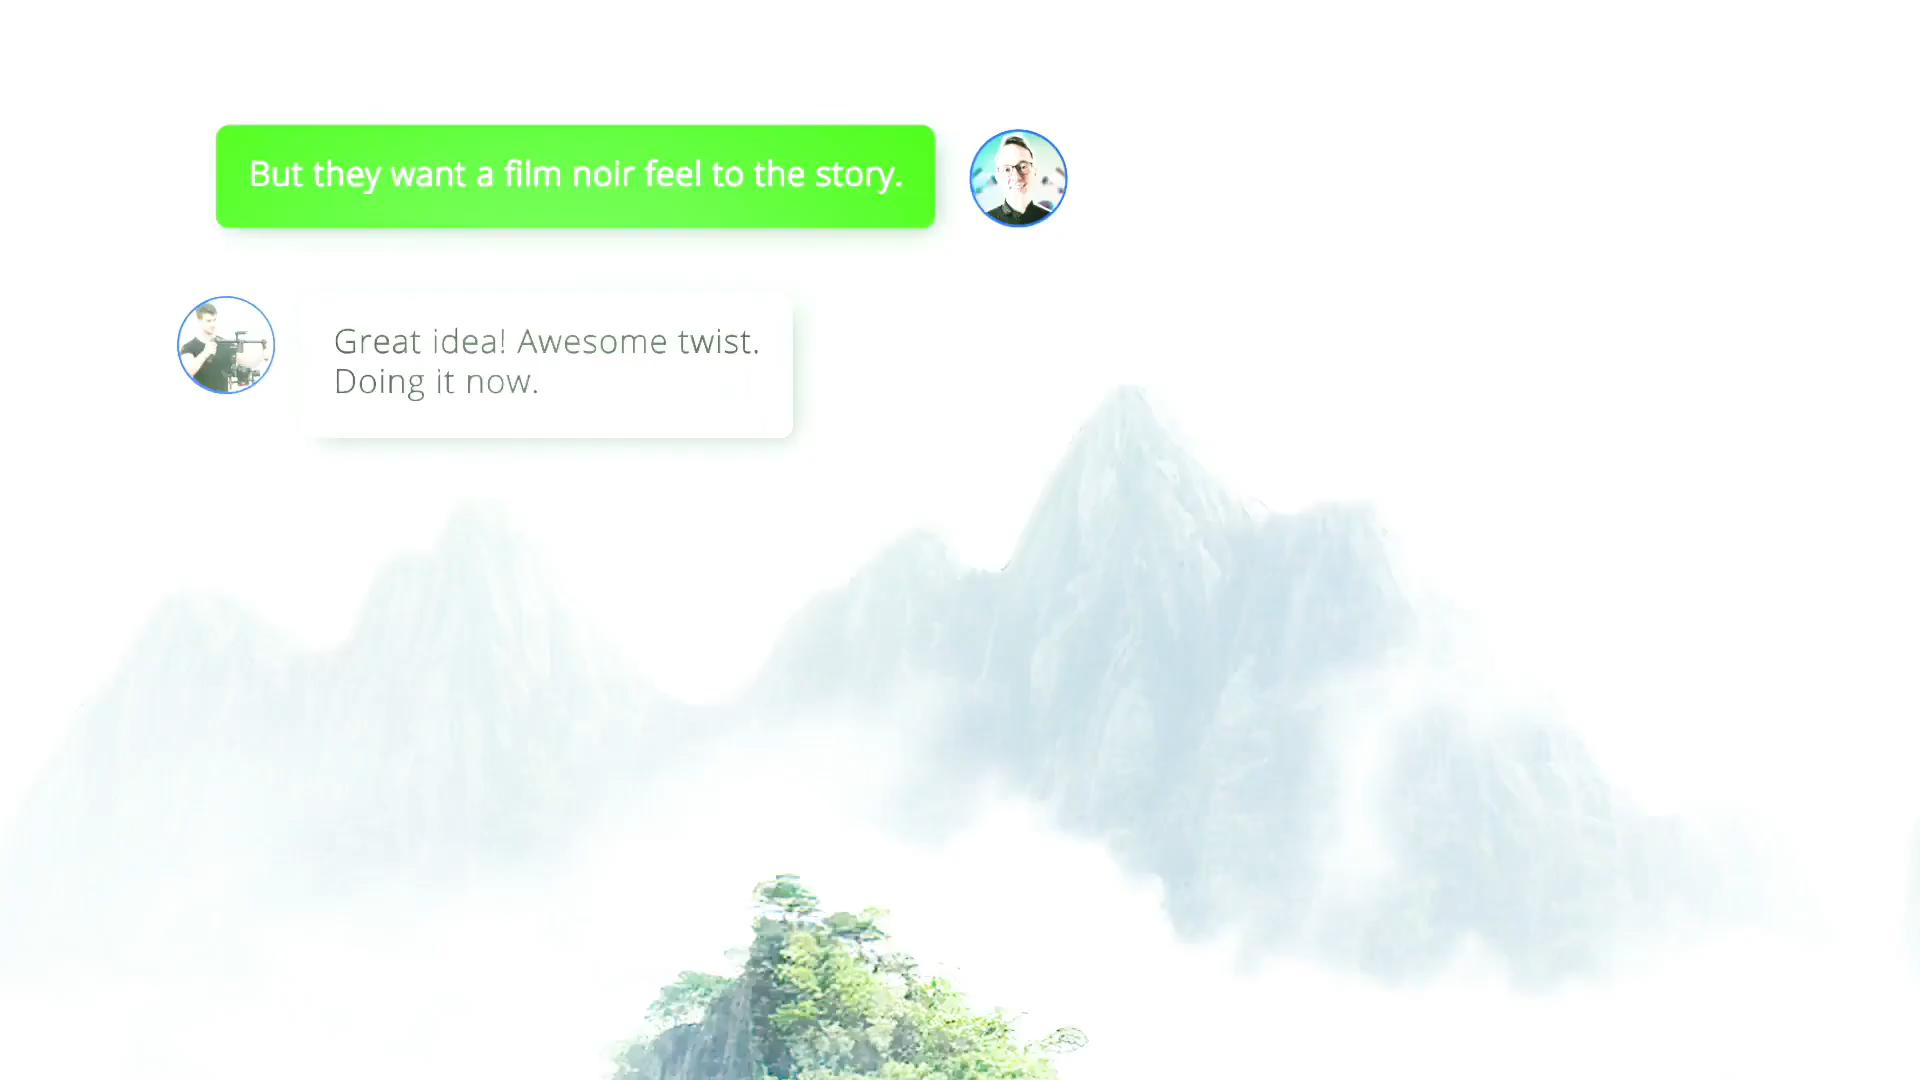 But they want a film noir feel to the story.
Great idea! Awesome twist.
Doing it now.